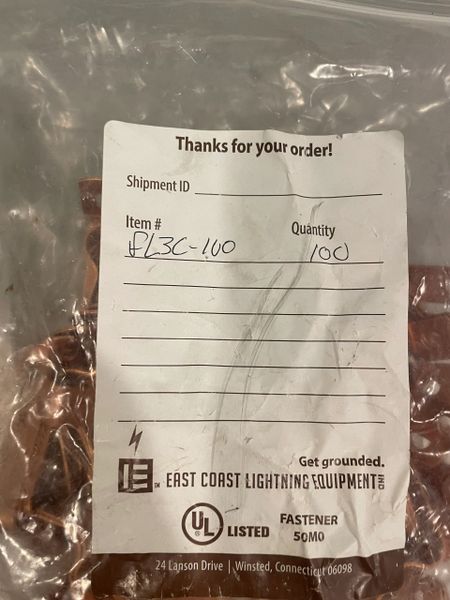 Thanks for your order!
Shipment ID
Item # Quantity
FL3C-100 100
Get grounded.
EAST COAST LIGHTNING EQUIPMENT INC
UL LISTED FASTENER
50M0
24 Lanson Drive | Winsted, Connecticut 06098